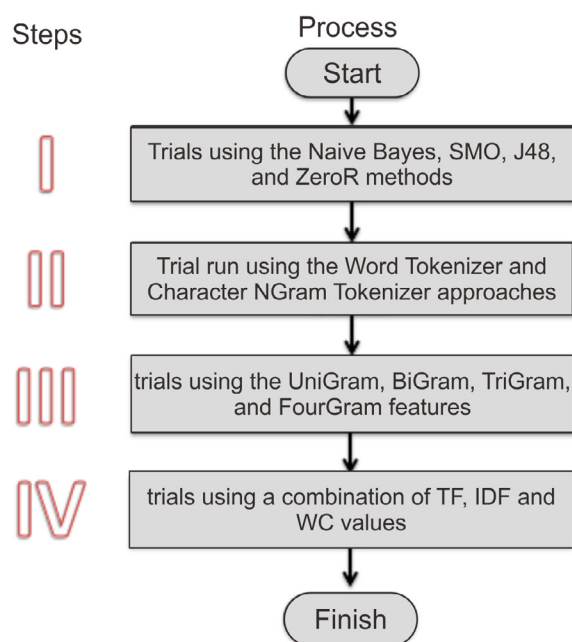 Steps
Process
Start
I
Trials using the Naive Bayes, SMO, J48,
and ZeroR methods
II
Trial run using the Word Tokenizer and
Character NGram Tokenizer approaches
III
trials using the UniGram, BiGram, TriGram,
and FourGram features
IV
trials using a combination of TF, IDF and
WC values
Finish